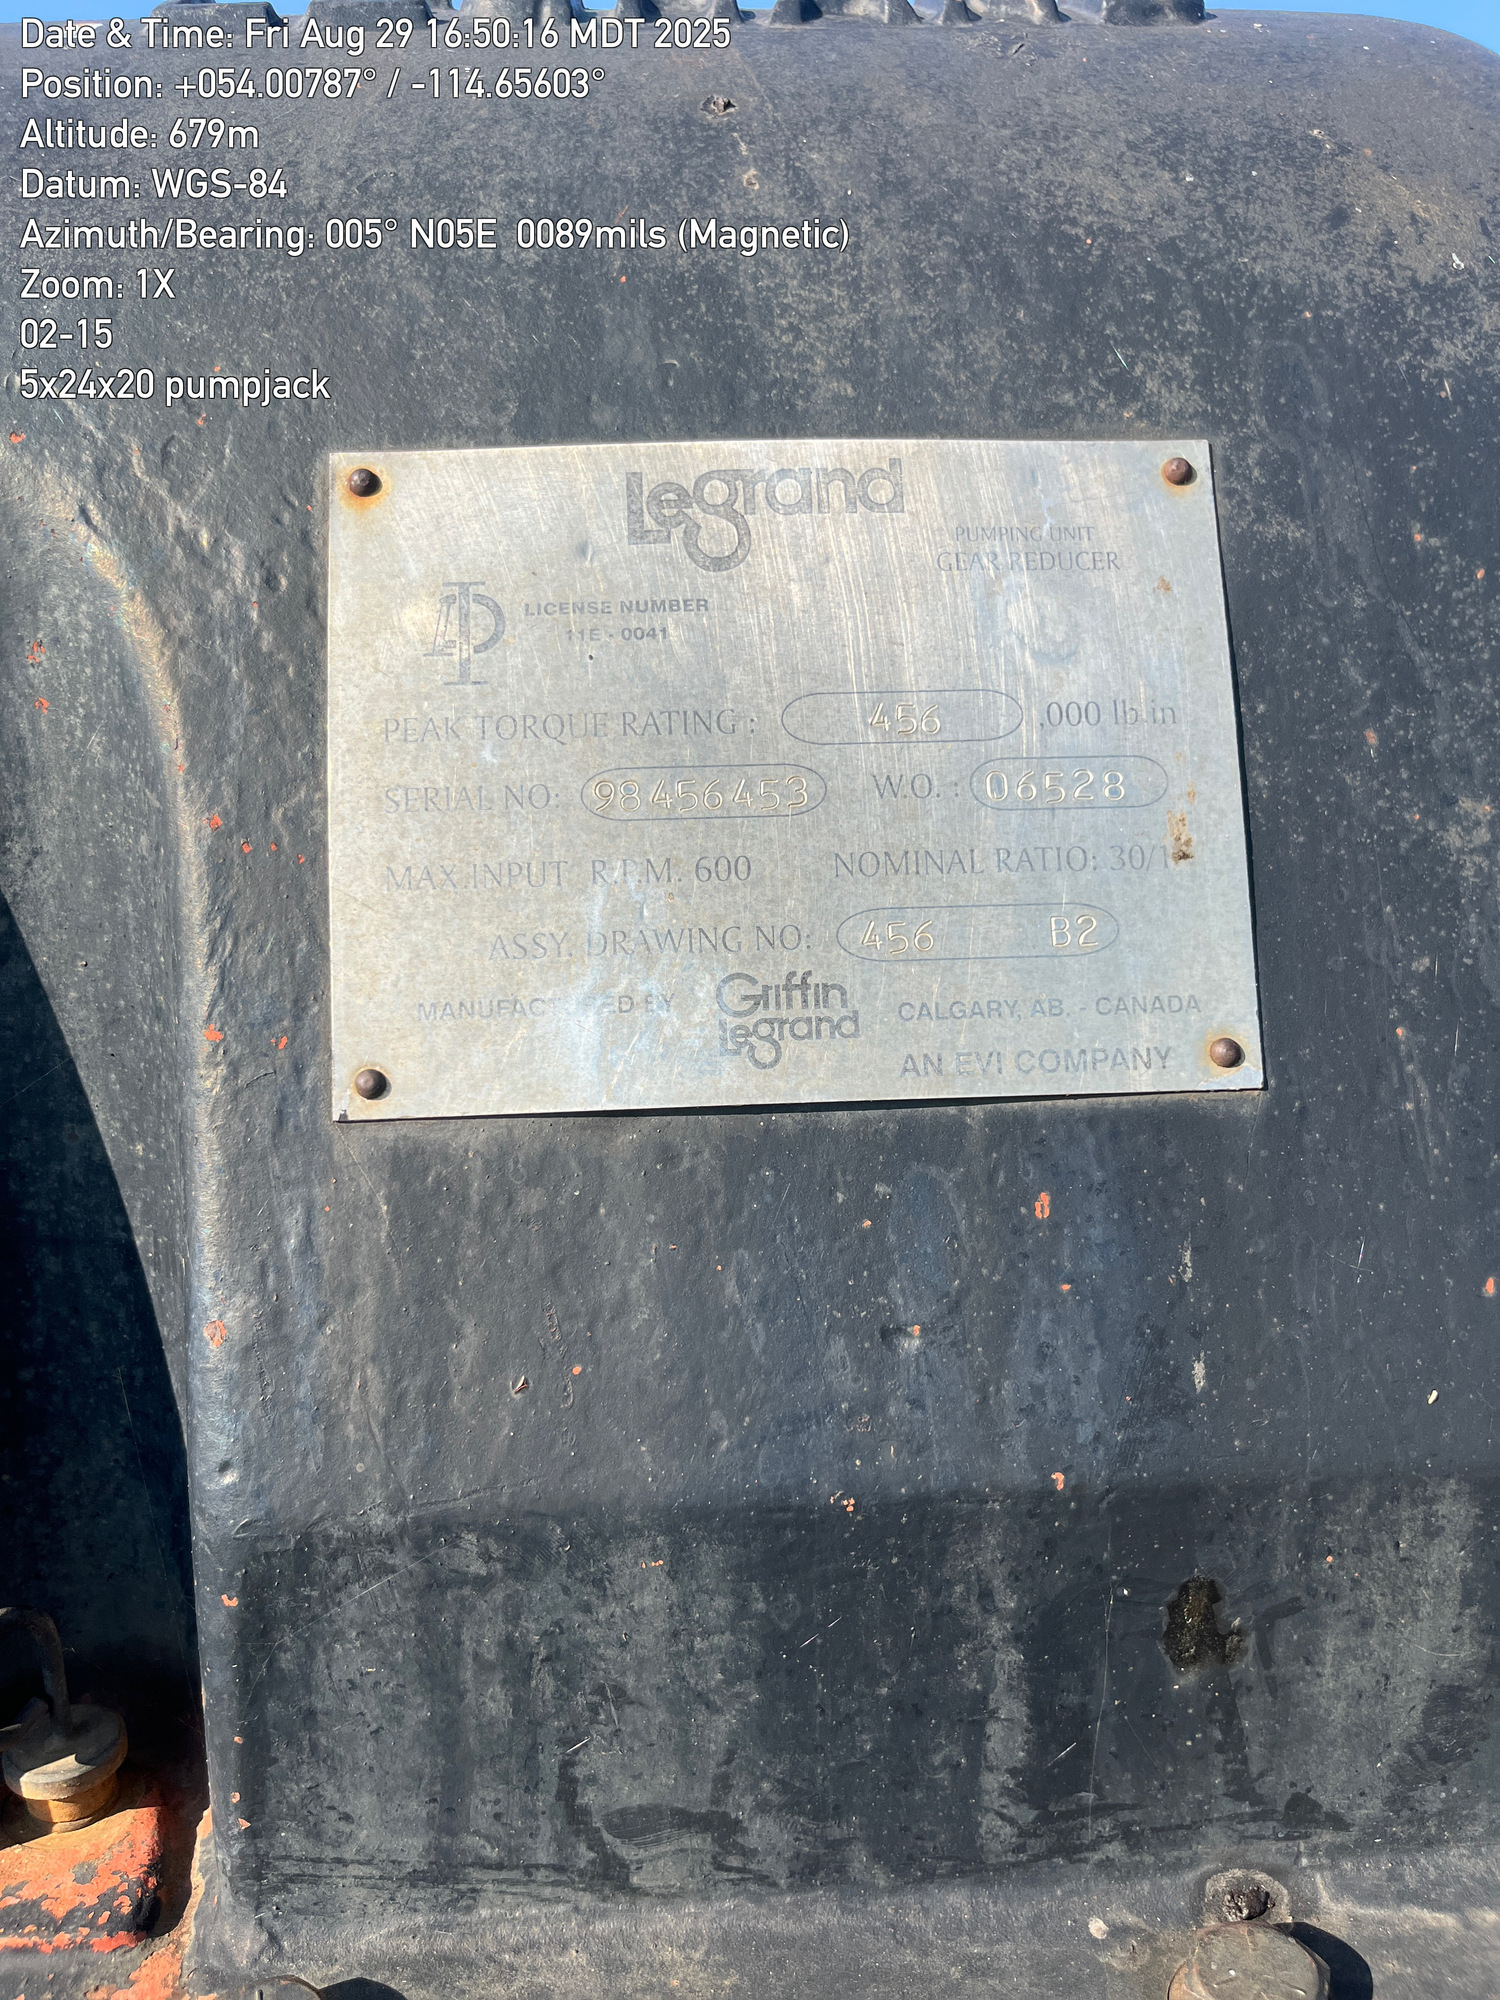 Date & Time: Fri Aug 29 16:50:16 MDT 2025
Position: +054.00787° / -114.65603°
Altitude: 679m
Datum: WGS-84
Azimuth/Bearing: 005° N05E 0089mils (Magnetic)
Zoom: 1X
02-15
5x24x20 pumpjack
Legrand
PUMPING UNIT
GEAR REDUCER
API
LICENSE NUMBER
11E - 0041
PEAK TORQUE RATING : 456 ,000 lb in
SERIAL NO: 98456453 W.O. : 06528
MAX.INPUT R.P.M. 600 NOMINAL RATIO: 30/1
ASSY. DRAWING NO: 456 B2
MANUFACTURED BY Griffin Legrand CALGARY, AB. - CANADA
AN EVI COMPANY